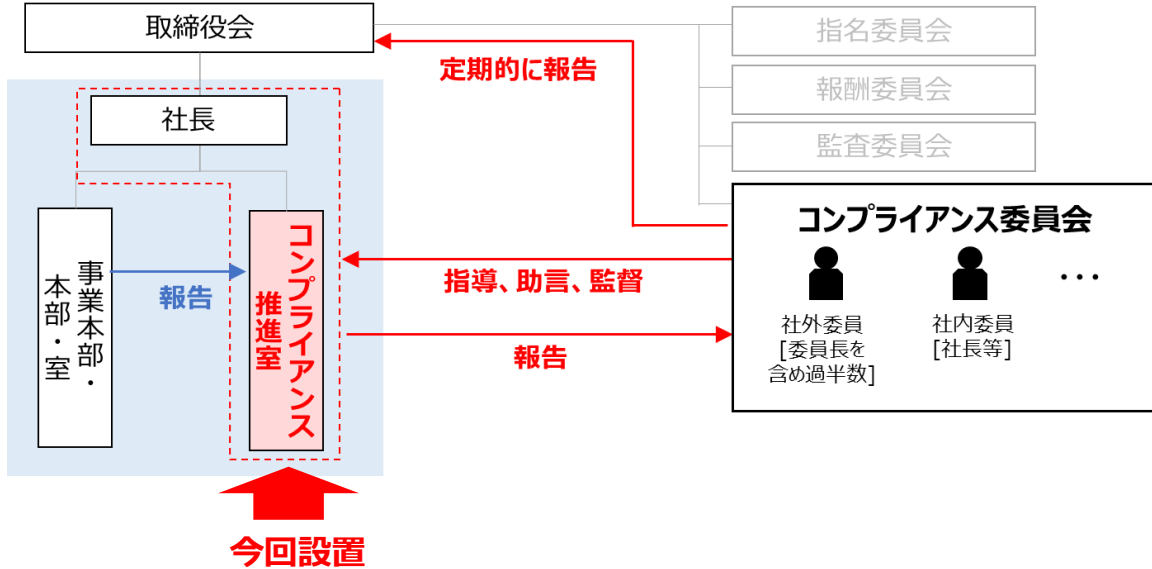 取締役会
指名委員会
定期的に報告
報酬委員会
社長
監査委員会
コンプライアンス委員会
事業本部・
本部・室
報告
コンプライアンス
推進室
指導、助言、監督
報告
社外委員
[委員長を
含め過半数]
社内委員
[社長等]
・・・
今回設置